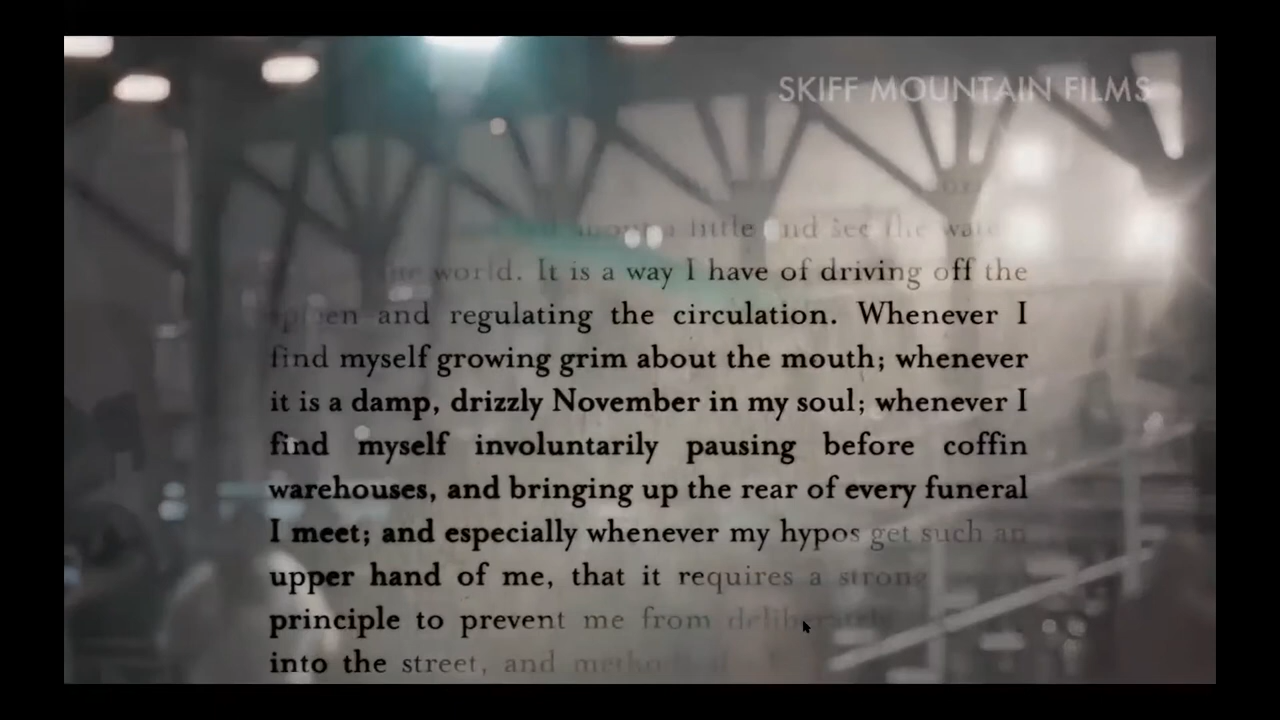 SKIFF MOUNTAIN FILMS
about a little and see the
the world. It is a way I have of driving off the
spleen and regulating the circulation. Whenever I
find myself growing grim about the mouth; whenever
it is a damp, drizzly November in my soul; whenever I
find myself involuntarily pausing before coffin
warehouses, and bringing up the rear of every funeral
I meet; and especially whenever my hypos get such an
upper hand of me, that it requires a strong
principle to prevent me from deliberately
into the street, and